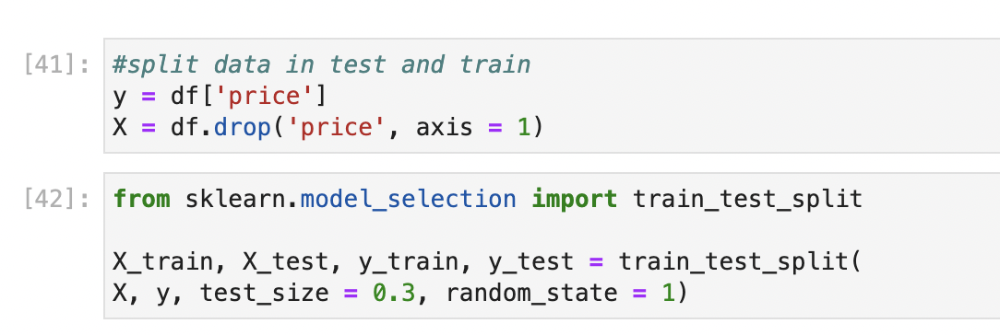 [41]: #split data in test and train
y = df['price']
X = df.drop('price', axis = 1)
[42]: from sklearn.model_selection import train_test_split
X_train, X_test, y_train, y_test = train_test_split(
X, y, test_size = 0.3, random_state = 1)